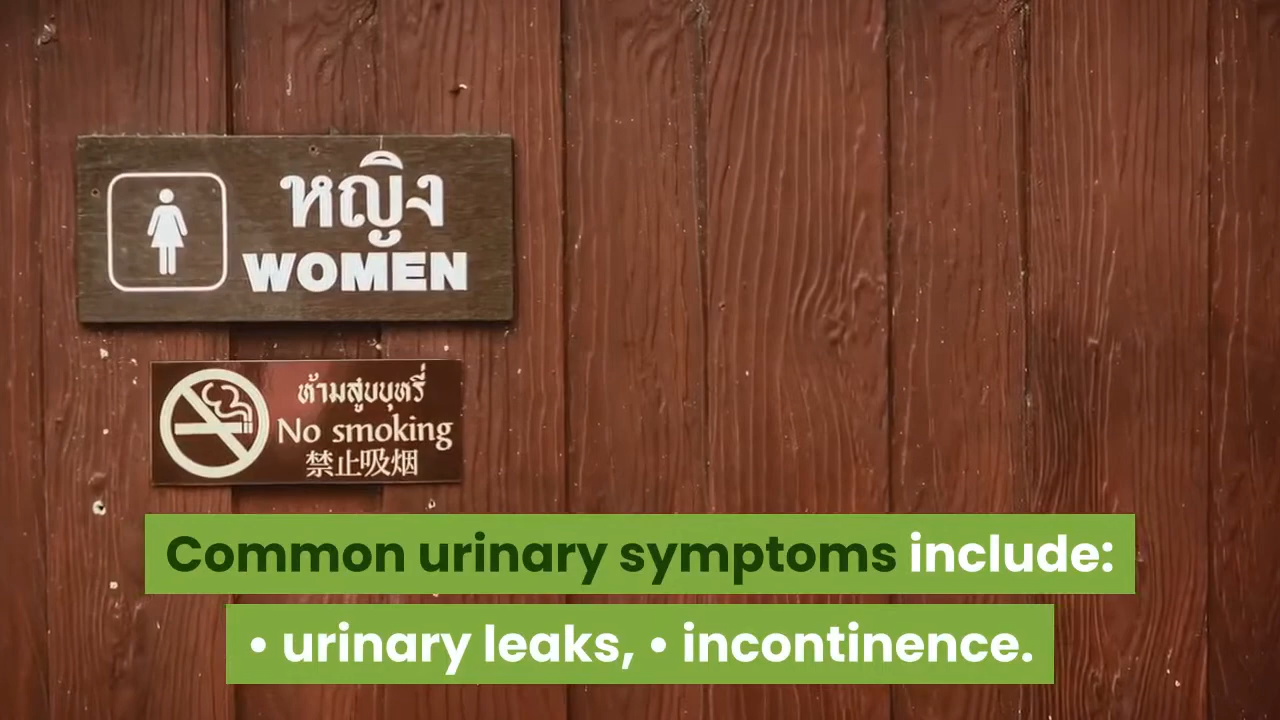 หญิง
WOMEN
ห้ามสูบบุหรี่
No smoking
禁止吸烟
Common urinary symptoms include:
• urinary leaks, • incontinence.